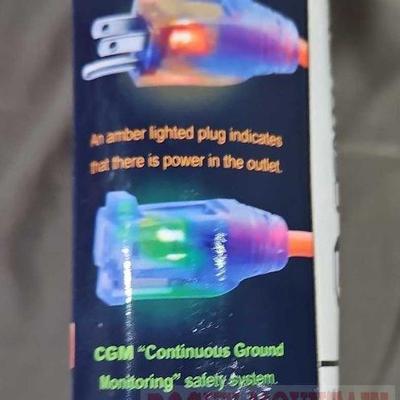 An amber lighted plug indicates
that there is power in the outlet.
CGM "Continuous Ground
Monitoring" safety system.